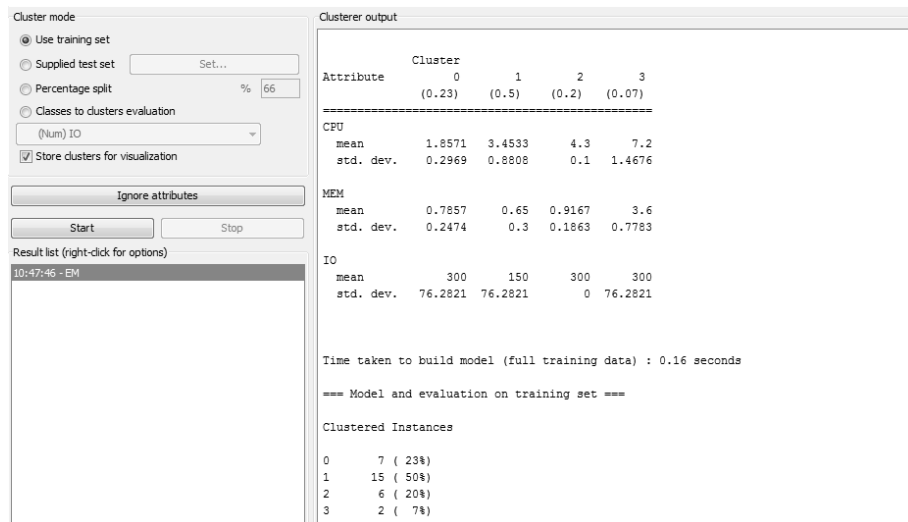 Cluster mode
Use training set
Supplied test set Set...
Percentage split % 66
Classes to clusters evaluation
(Num) IO
Store clusters for visualization
Ignore attributes
Start Stop
Result list (right-click for options)
10:47:46 - EM
Clusterer output
Cluster
Attribute 0 1 2 3
(0.23) (0.5) (0.2) (0.07)
==================================================
CPU
mean 1.8571 3.4533 4.3 7.2
std. dev. 0.2969 0.8808 0.1 1.4676
MEM
mean 0.7857 0.65 0.9167 3.6
std. dev. 0.2474 0.3 0.1863 0.7783
IO
mean 300 150 300 300
std. dev. 76.2821 76.2821 0 76.2821
Time taken to build model (full training data) : 0.16 seconds
=== Model and evaluation on training set ===
Clustered Instances
0 7 ( 23%)
1 15 ( 50%)
2 6 ( 20%)
3 2 ( 7%)